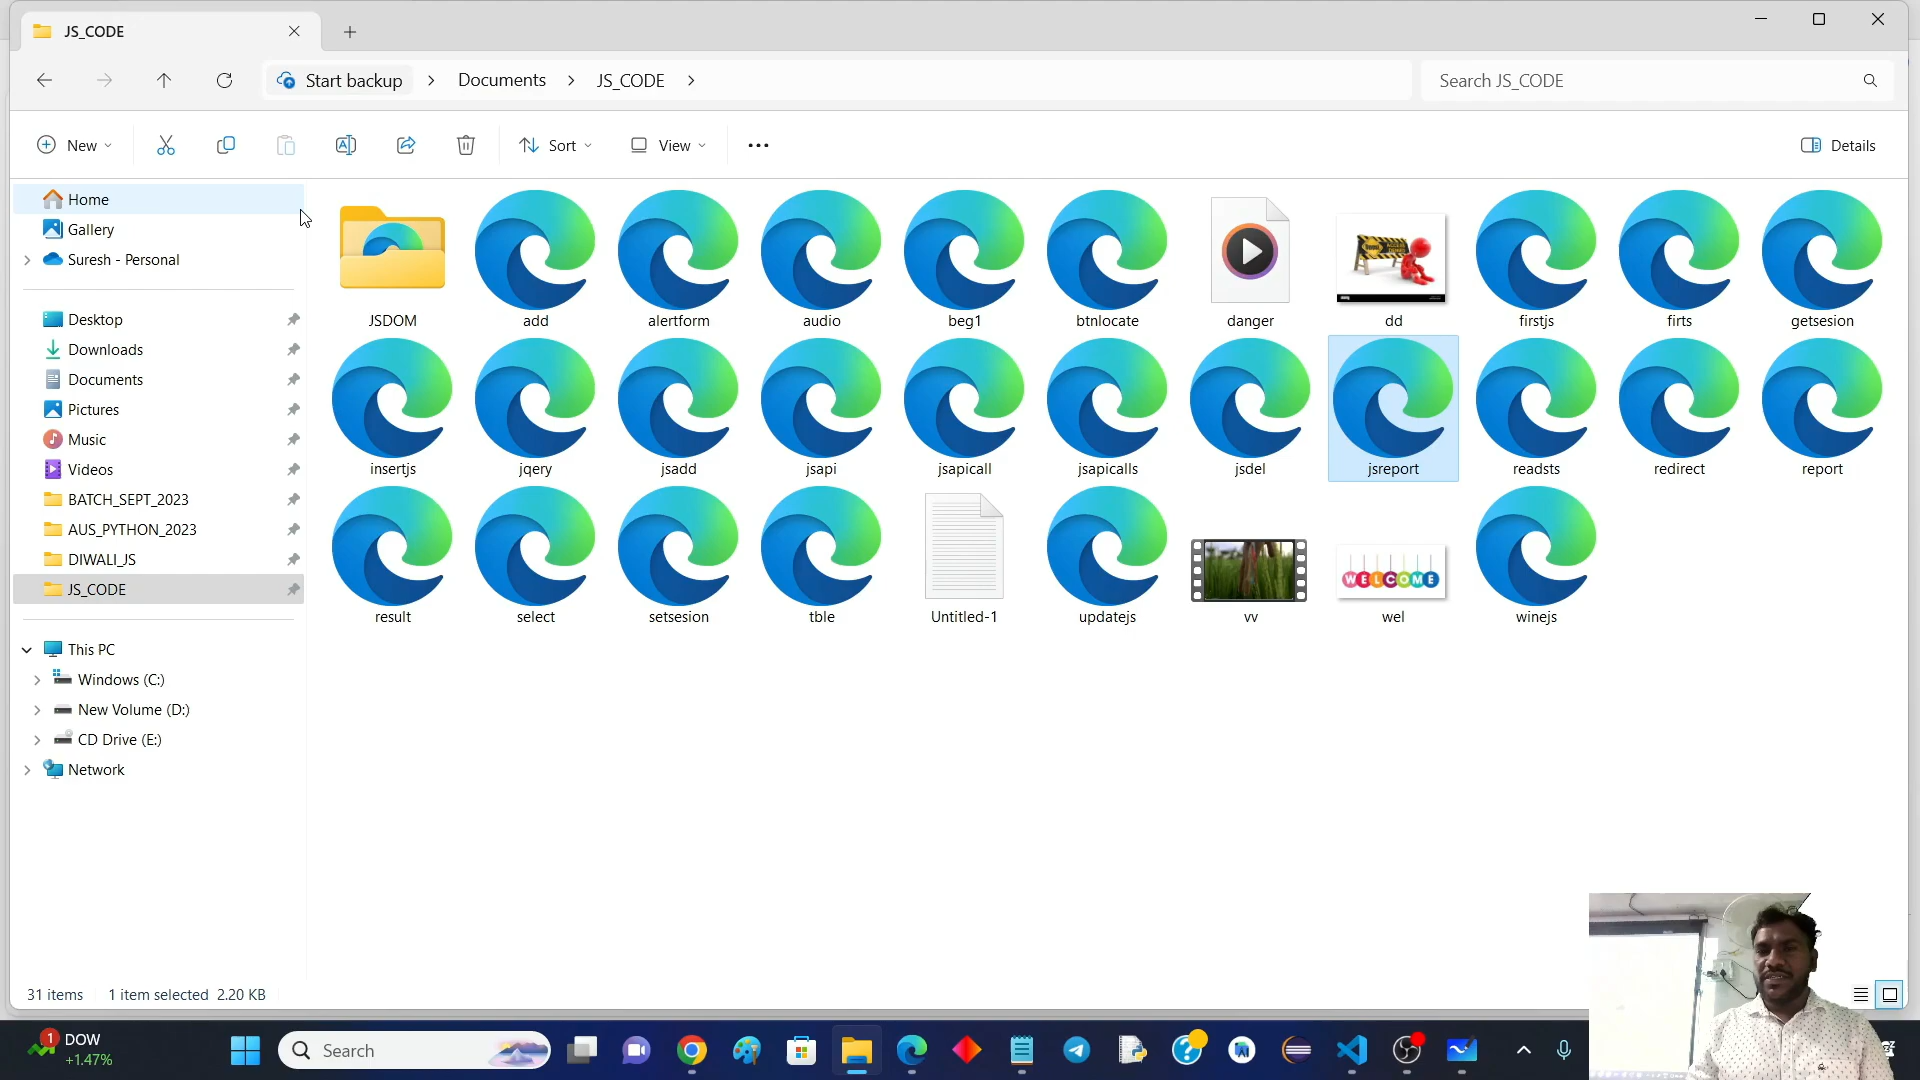 JS_CODE
Start backup > Documents > JS_CODE >
Search JS_CODE
New
Sort
View
Details
Home
Gallery
Suresh - Personal
Desktop
Downloads
Documents
Pictures
Music
Videos
BATCH_SEPT_2023
AUS_PYTHON_2023
DIWALI_JS
JS_CODE
This PC
Windows (C:)
New Volume (D:)
CD Drive (E:)
Network
JSDOM add alertform audio beg1 btnlocate danger dd firstjs firts getsesion
insertjs jqery jsadd jsapi jsapicall jsapicalls jsdel jsreport readsts redirect report
WELCOME
result select setsesion tble Untitled-1 updatejs vv wel winejs
31 items 1 item selected 2.20 KB
1
DOW
+1.47%
Search